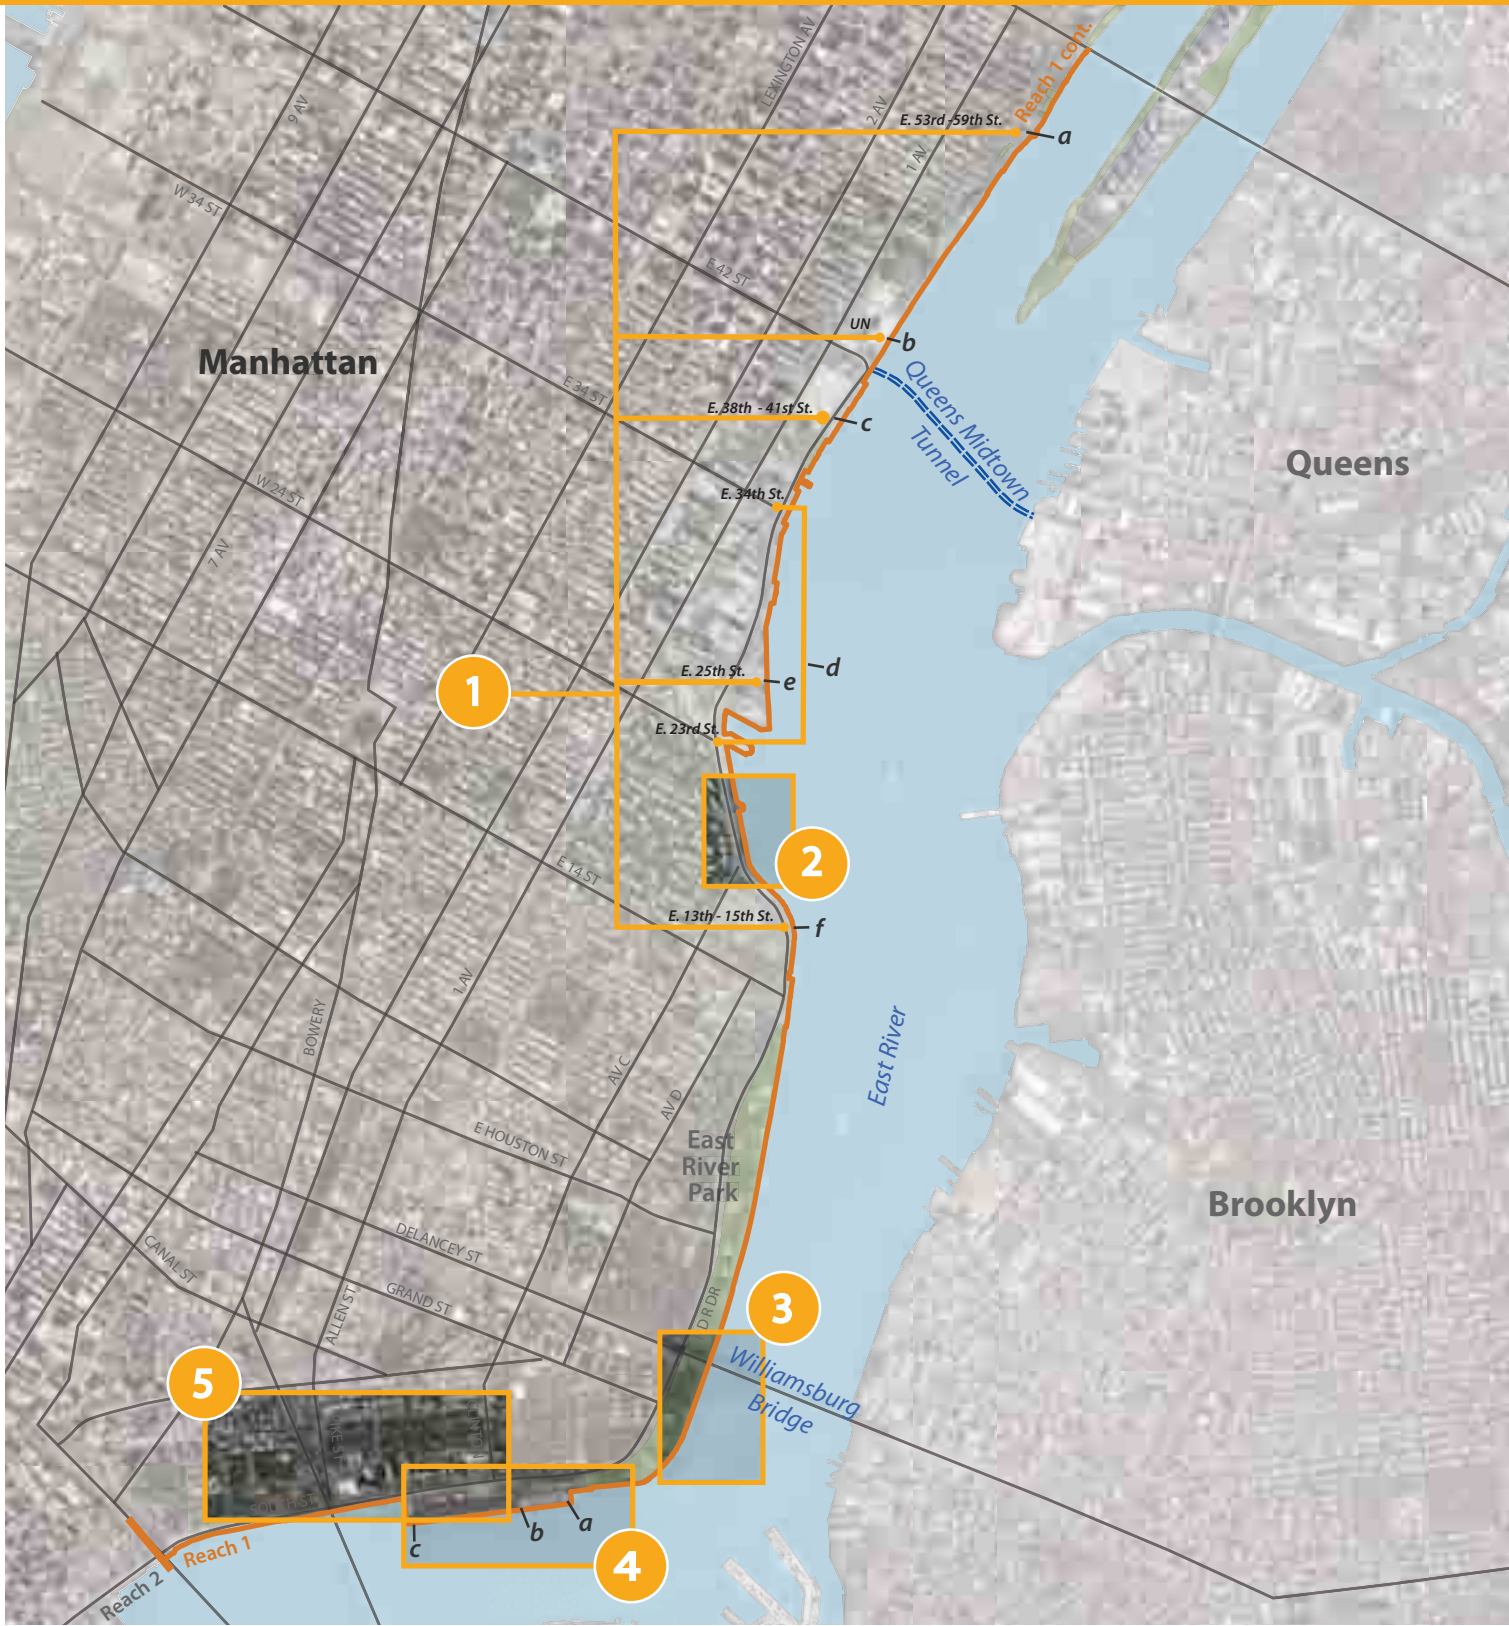 Reach 1 cont.
LEXINGTON AV
9 AV
2 AV
E. 53rd -59th St.
a
1 AV
W 34 ST
E 42 ST
UN
b
Manhattan
Queens Midtown
Tunnel
E 34 ST
E. 38th - 41st St.
c
Queens
W 24 ST
E. 34th St.
7 AV
1
E. 25th St.
e
d
E. 23rd St.
2
E 14 ST
E. 13th - 15th St.
f
1 AV
BOWERY
East River
AV C
AV D
E HOUSTON ST
East
River
Park
Brooklyn
DELANCEY ST
CANAL ST
GRAND ST
ALLEN ST
D R DR
3
Williamsburg
Bridge
5
SOUTH ST
a
b
c
4
Reach 1
Reach 2